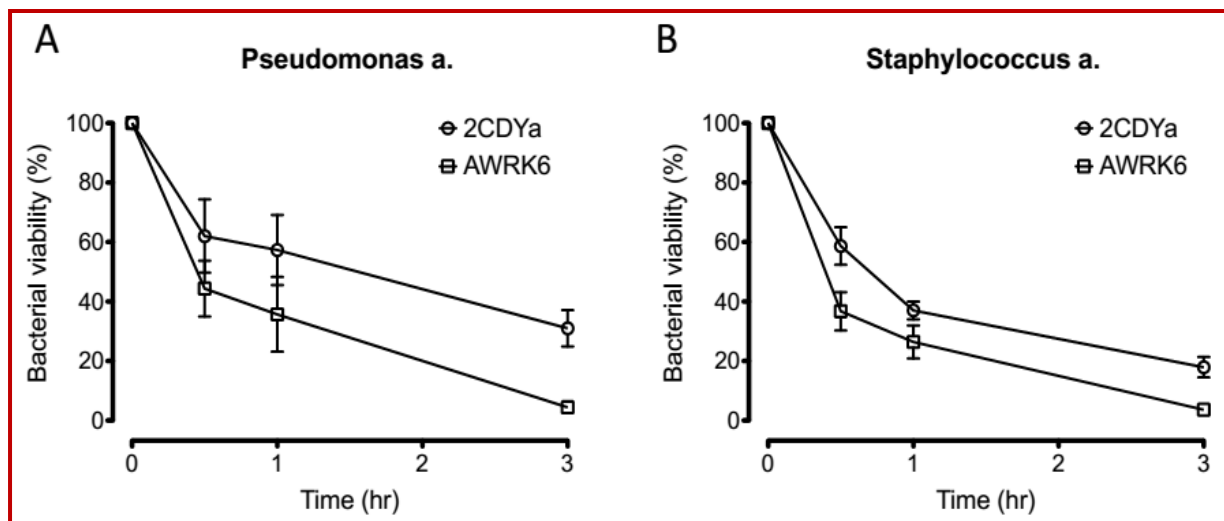 A
Pseudomonas a.
2CDYa
AWRK6
Bacterial viability (%)
100
80
60
40
20
0
0 1 2 3
Time (hr)
B
Staphylococcus a.
2CDYa
AWRK6
Bacterial viability (%)
100
80
60
40
20
0
0 1 2 3
Time (hr)